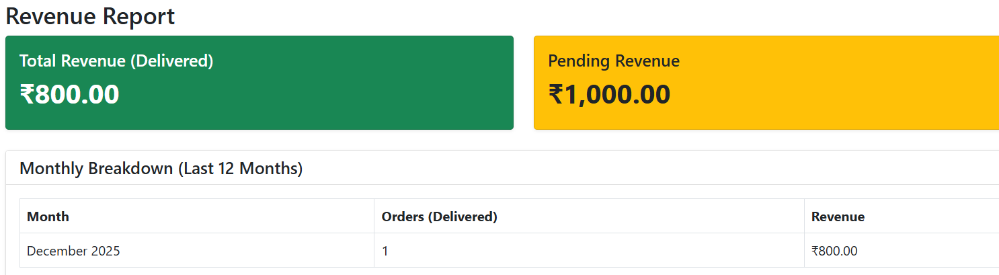 Revenue Report
Total Revenue (Delivered)
₹800.00
Pending Revenue
₹1,000.00
Monthly Breakdown (Last 12 Months)
Month Orders (Delivered) Revenue
December 2025 1 ₹800.00